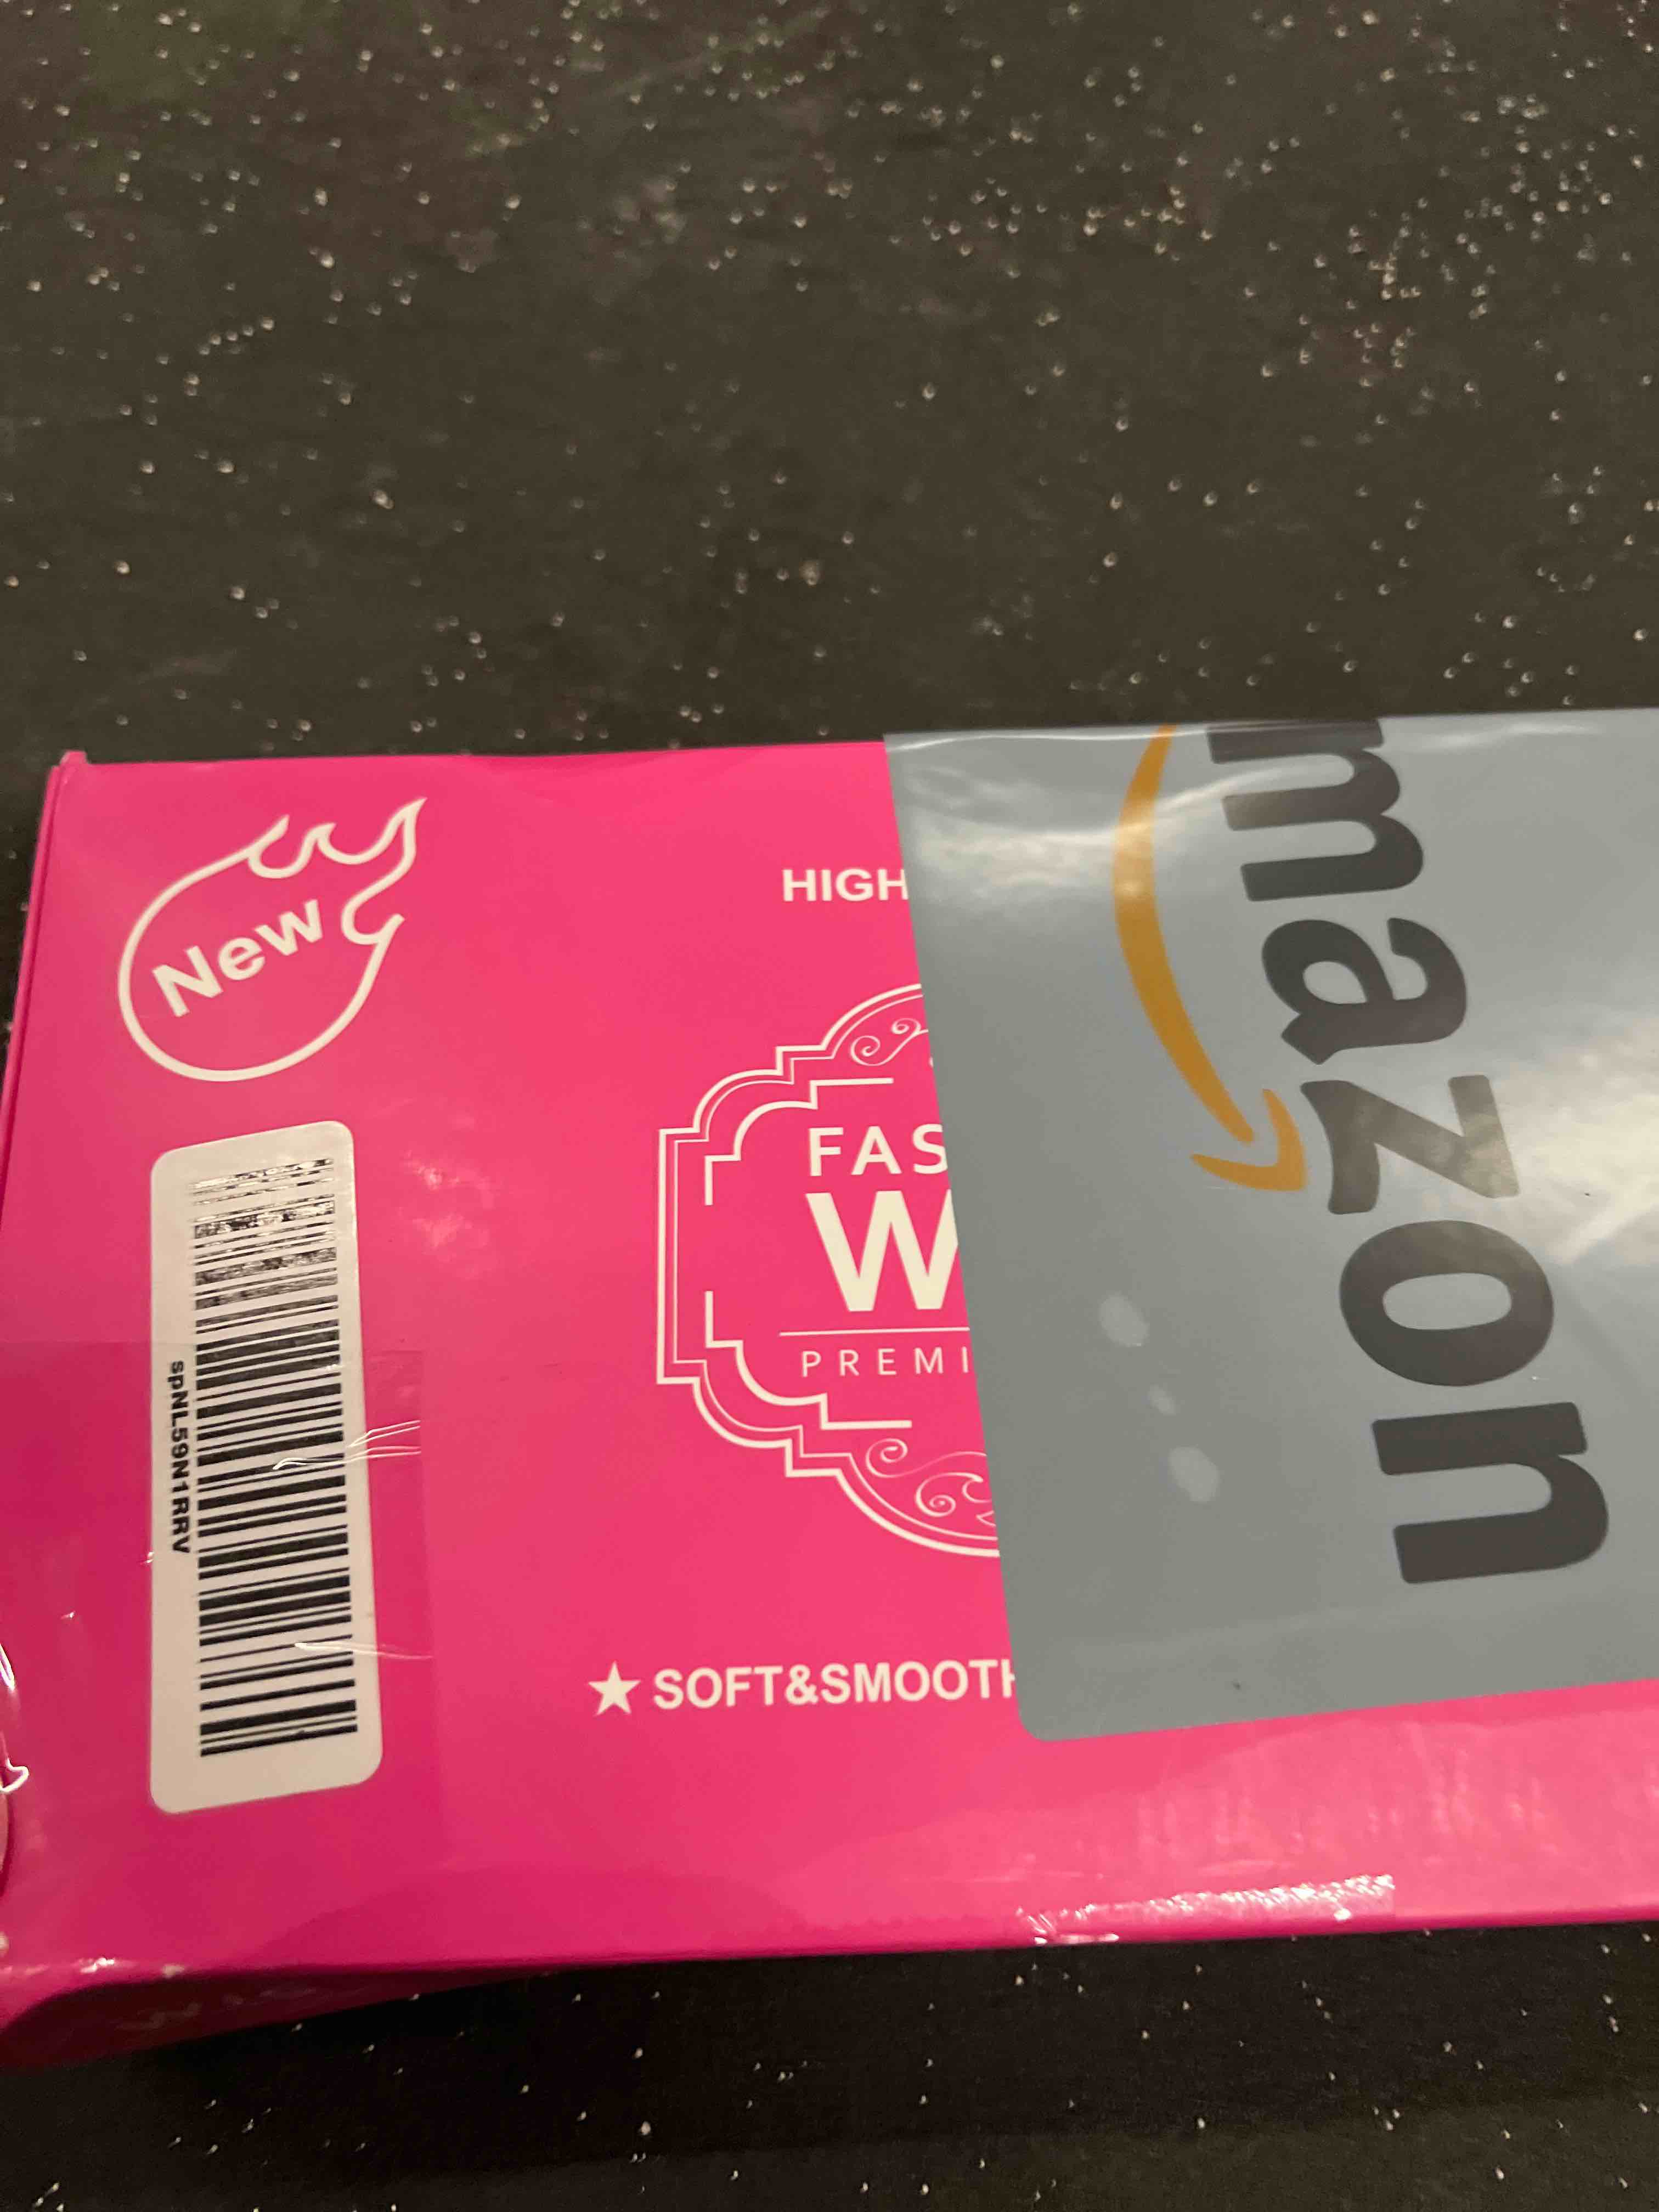 New
HIGH
FAS
W
PREMI
★ SOFT&SMOOTH
spNL59N1RRV
mazon